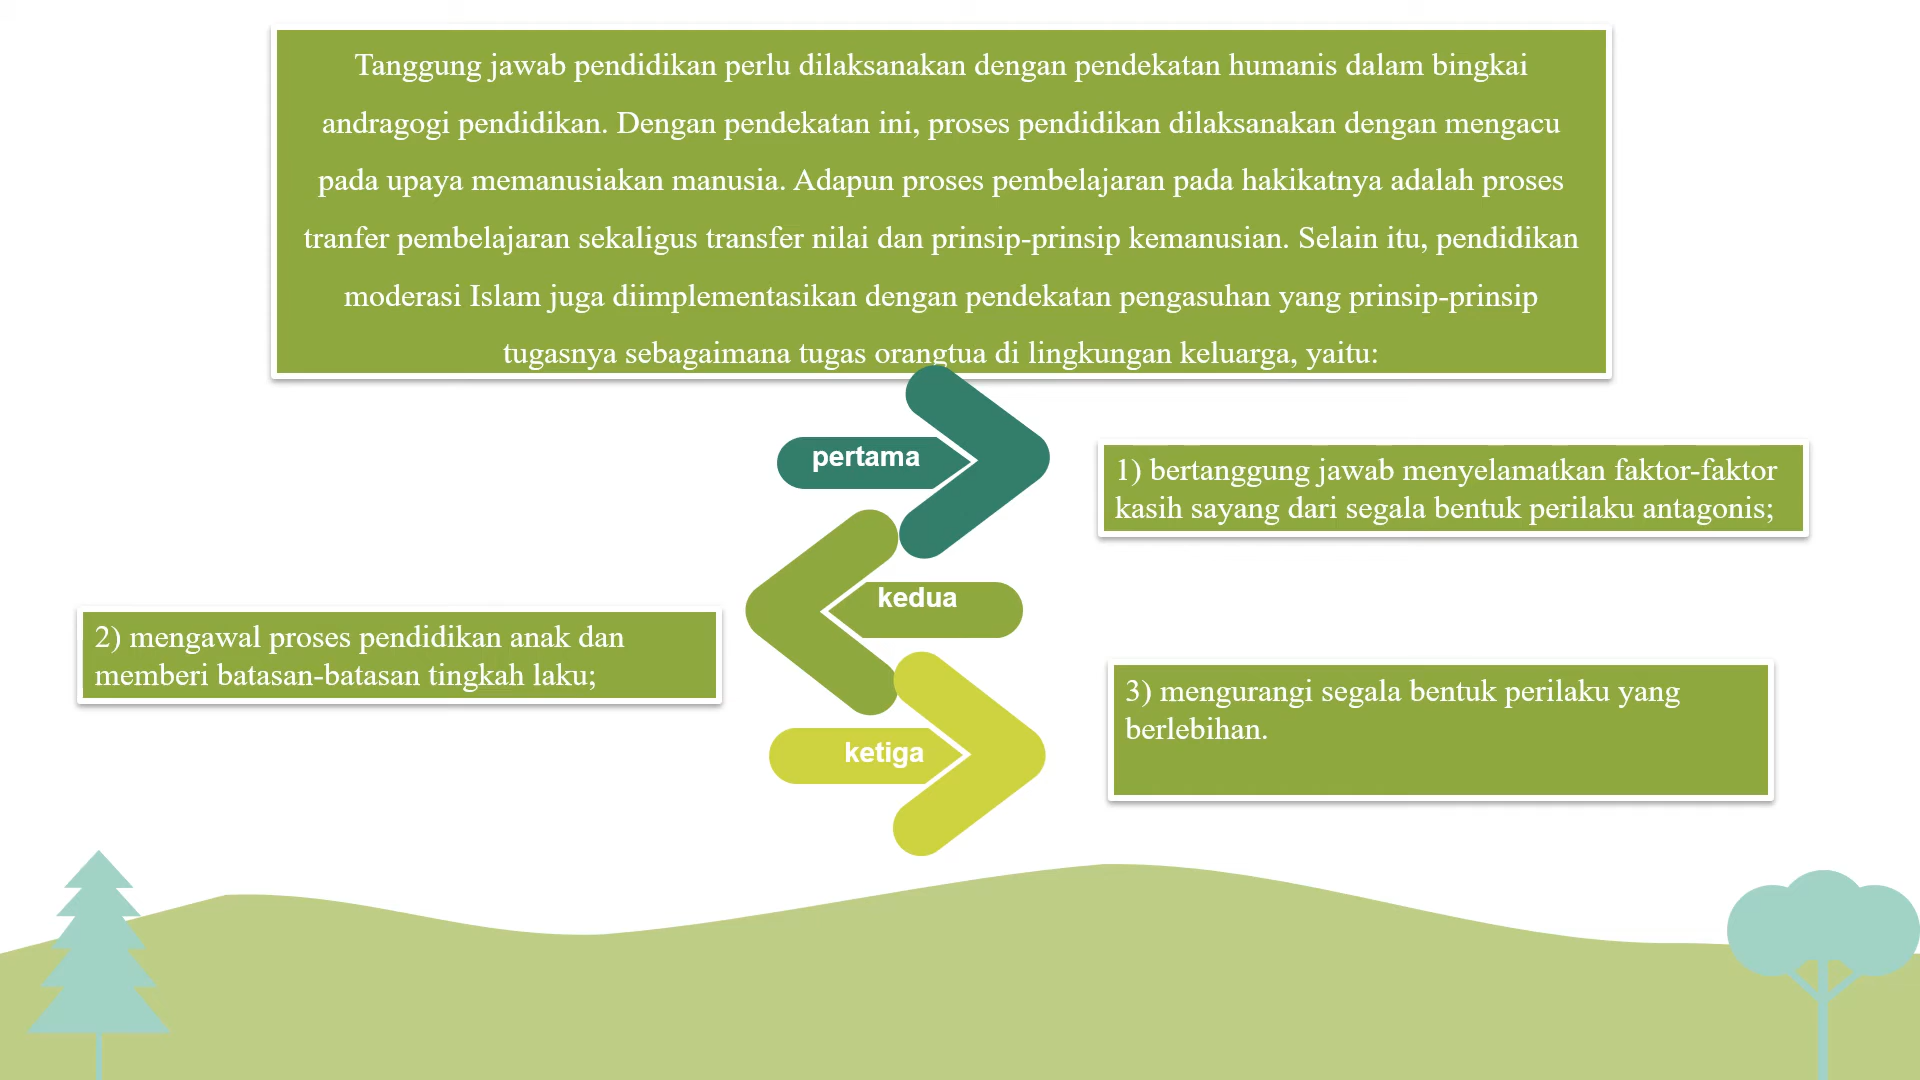 Tanggung jawab pendidikan perlu dilaksanakan dengan pendekatan humanis dalam bingkai
andragogi pendidikan. Dengan pendekatan ini, proses pendidikan dilaksanakan dengan mengacu
pada upaya memanusiakan manusia. Adapun proses pembelajaran pada hakikatnya adalah proses
tranfer pembelajaran sekaligus transfer nilai dan prinsip-prinsip kemanusian. Selain itu, pendidikan
moderasi Islam juga diimplementasikan dengan pendekatan pengasuhan yang prinsip-prinsip
tugasnya sebagaimana tugas orangtua di lingkungan keluarga, yaitu:
pertama
1) bertanggung jawab menyelamatkan faktor-faktor
kasih sayang dari segala bentuk perilaku antagonis;
kedua
2) mengawal proses pendidikan anak dan
memberi batasan-batasan tingkah laku;
ketiga
3) mengurangi segala bentuk perilaku yang
berlebihan.